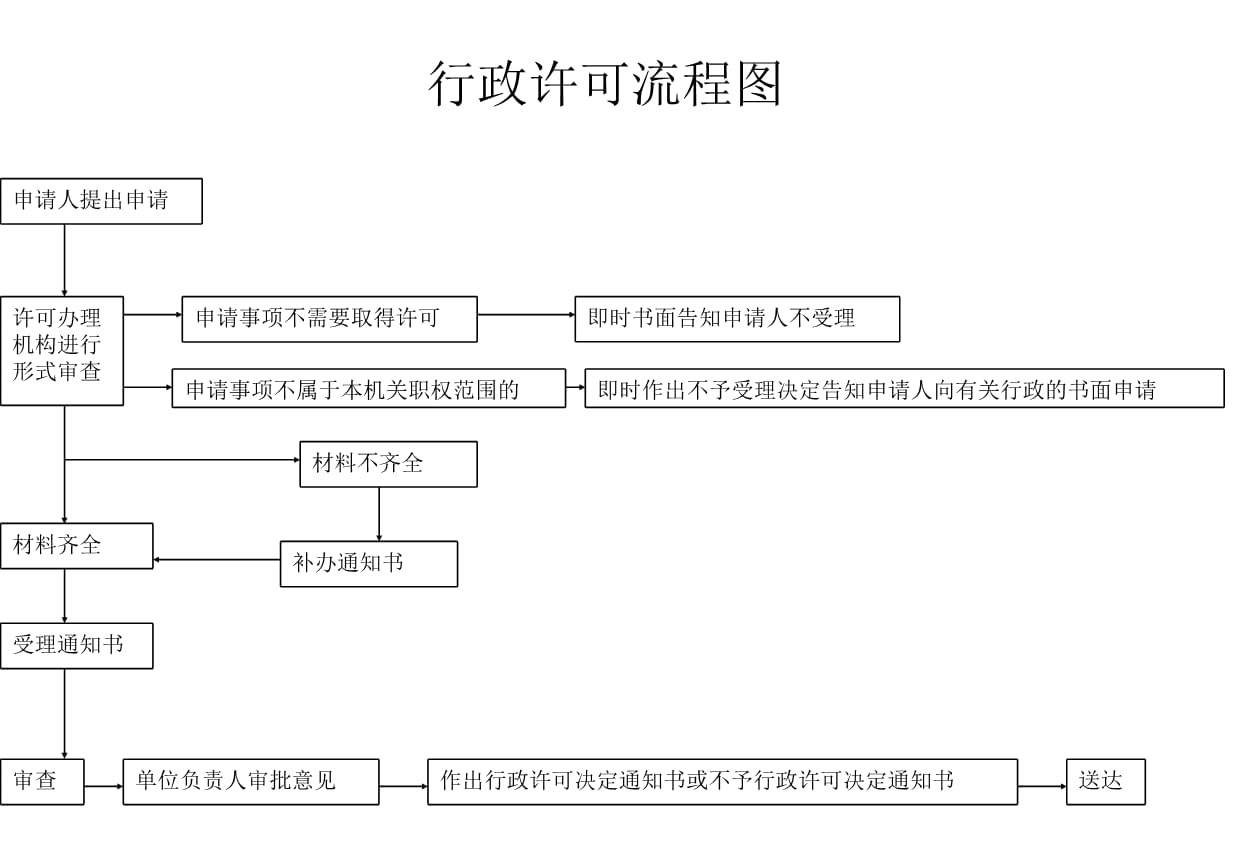 行政许可流程图
申请人提出申请
许可办理
机构进行
形式审查
申请事项不需要取得许可
即时书面告知申请人不受理
申请事项不属于本机关职权范围的
即时作出不予受理决定告知申请人向有关行政的书面申请
材料不齐全
材料齐全
补办通知书
受理通知书
审查
单位负责人审批意见
作出行政许可决定通知书或不予行政许可决定通知书
送达